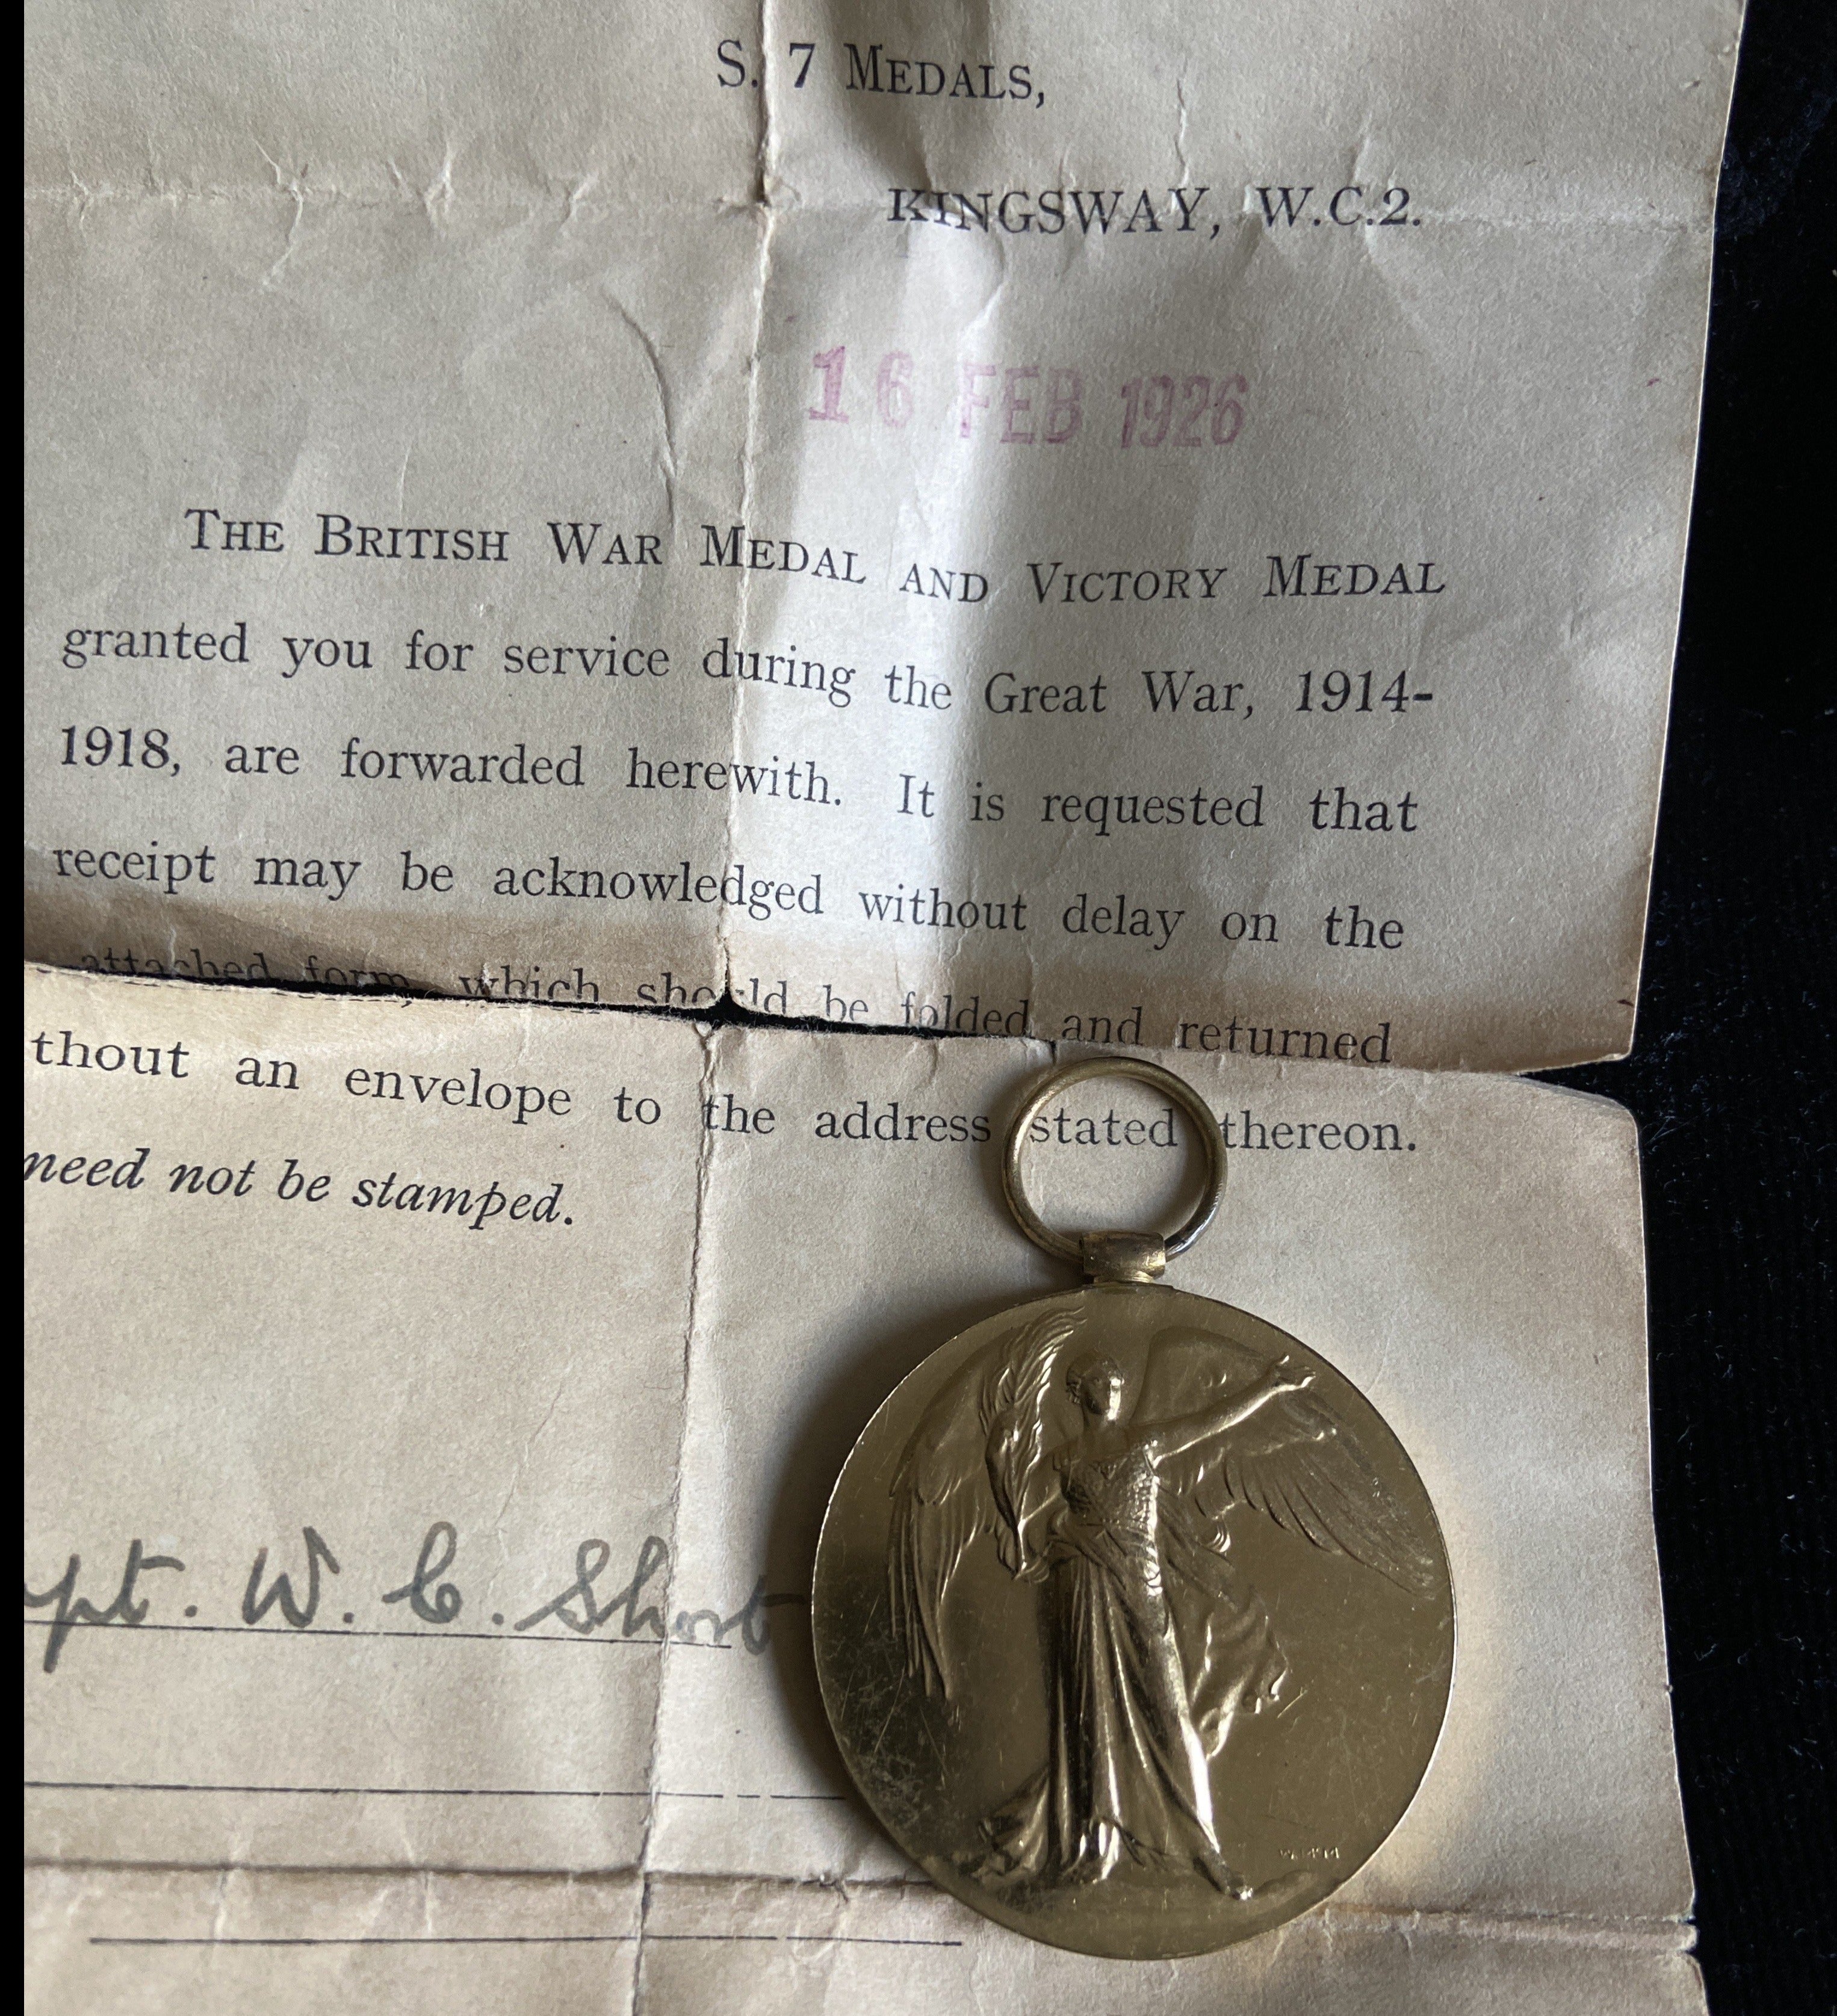 S. 7 MEDALS,
KINGSWAY, W.C.2.
16 FEB 1926
THE BRITISH WAR MEDAL AND VICTORY MEDAL
granted you for service during the Great War, 1914-
1918, are forwarded herewith. It is requested that
receipt may be acknowledged without delay on the
attached form, which should be folded and returned
thout an envelope to the address stated thereon.
need not be stamped.
pt. W. C. Short